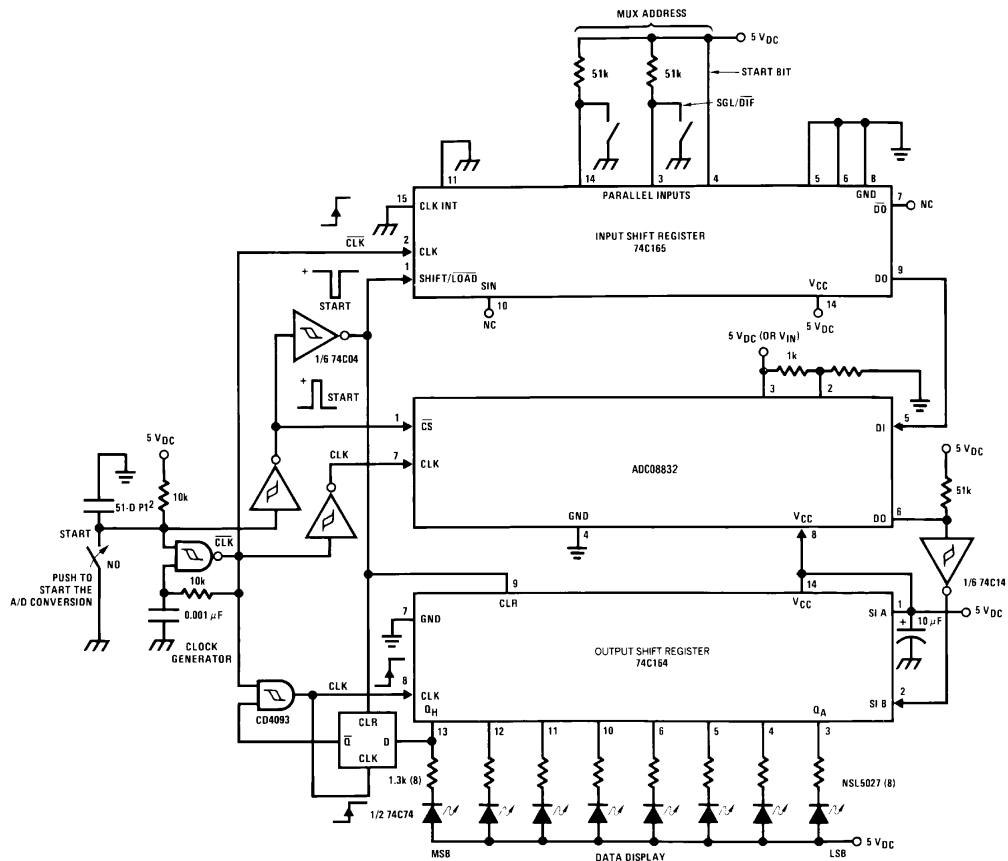 MUX ADDRESS
5 VDC
51k
51k
START BIT
SGL/DIF
11
14
3
4
5
6
8
15
CLK INT
PARALLEL INPUTS
GND
7
DO
NC
CLK
2
CLK
INPUT SHIFT REGISTER
74C165
1
SHIFT/LOAD
DO
9
+
START
SIN
VCC
10
NC
14
5 VDC
1/6 74C04
+
START
5 VDC (OR VIN)
1k
3
2
1
CS
DI
5
CLK
7
CLK
ADC08832
5 VDC
10k
51-D P1²
START
CLK
NO
PUSH TO
START THE
A/D CONVERSION
10k
0.001 μF
CLOCK
GENERATOR
GND
4
VCC
8
DO
6
5 VDC
51k
1/6 74C14
9
CLR
14
VCC
7
GND
SI A
1
10 μF
+
5 VDC
OUTPUT SHIFT REGISTER
74C164
CLK
8
CLK
QH
QA
SI B
2
CD4093
CLR
Q
D
CLK
13
12
11
10
6
5
4
3
1.3k (8)
NSL5027 (8)
1/2 74C74
MSB
DATA DISPLAY
LSB
5 VDC